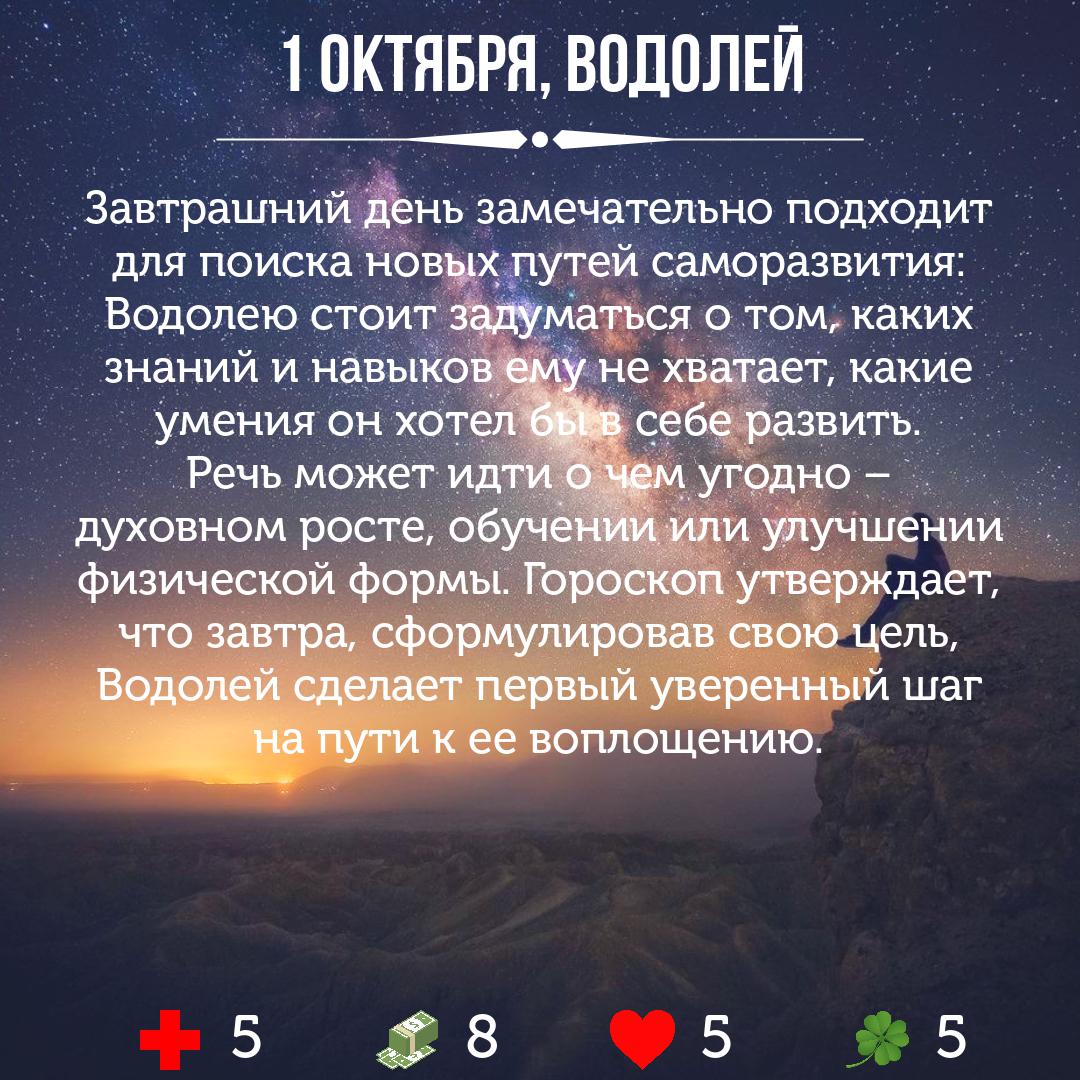 1 ОКТЯБРЯ, ВОДОЛЕЙ
Завтрашний день замечательно подходит
для поиска новых путей саморазвития:
Водолею стоит задуматься о том, каких
знаний и навыков ему не хватает, какие
умения он хотел бы в себе развить.
Речь может идти о чем угодно –
духовном росте, обучении или улучшении
физической формы. Гороскоп утверждает,
что завтра, сформулировав свою цель,
Водолей сделает первый уверенный шаг
на пути к ее воплощению.
5 8 5 5